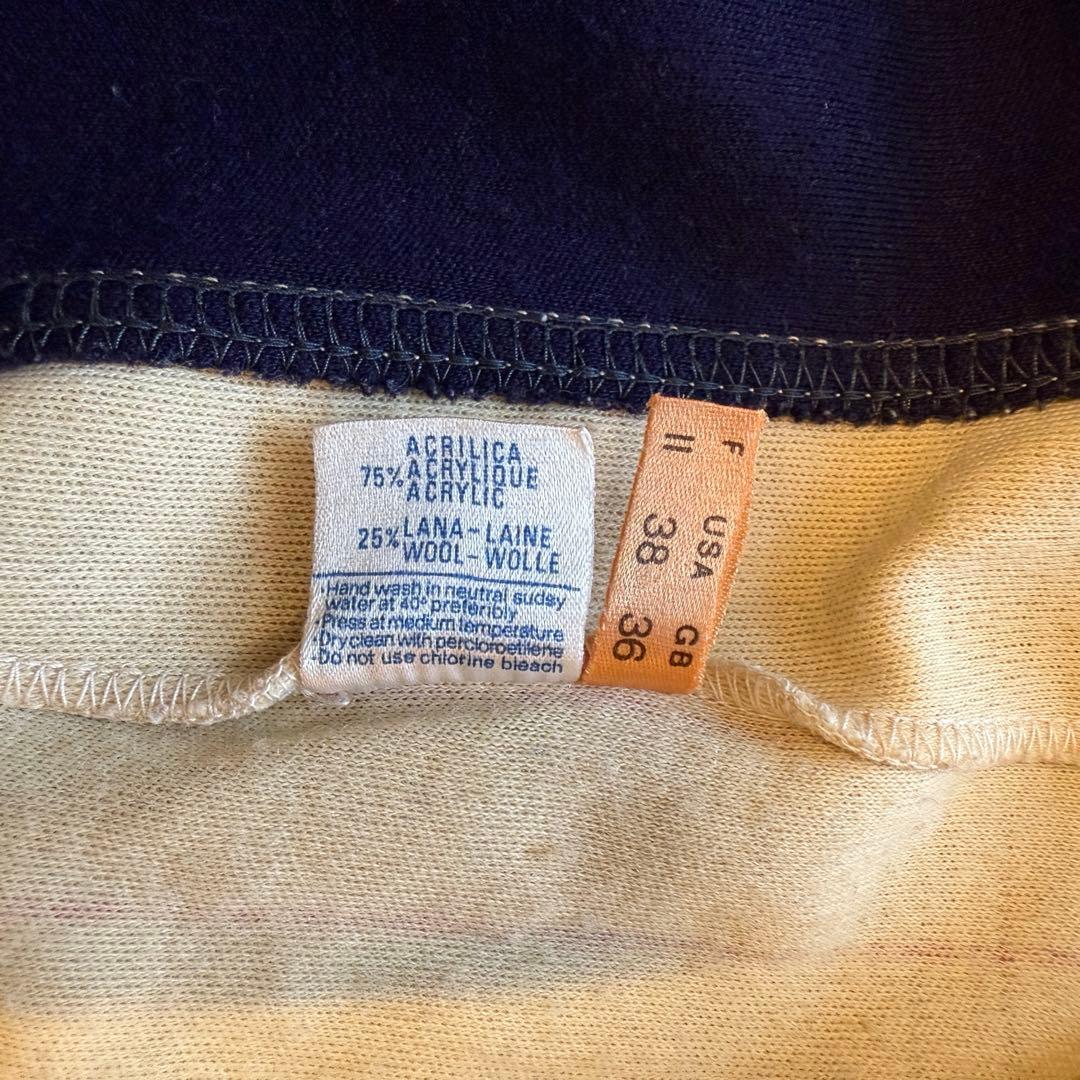 ACRILICA
75% ACRYLIQUE
ACRYLIC
25% LANA-LAINE
WOOL-WOLLE
·Hand wash in neutral sudsy
water at 40° preferibly
·Press at medium temperature
·Dry clean with percloroetilene
·Do not use chlorine bleach
F USA GB
II 38 36